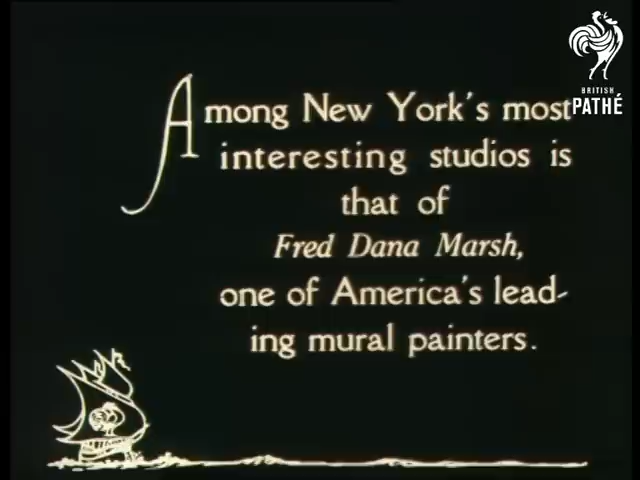 BRITISH
PATHÉ
Among New York's most
interesting studios is
that of
Fred Dana Marsh,
one of America's lead-
ing mural painters.